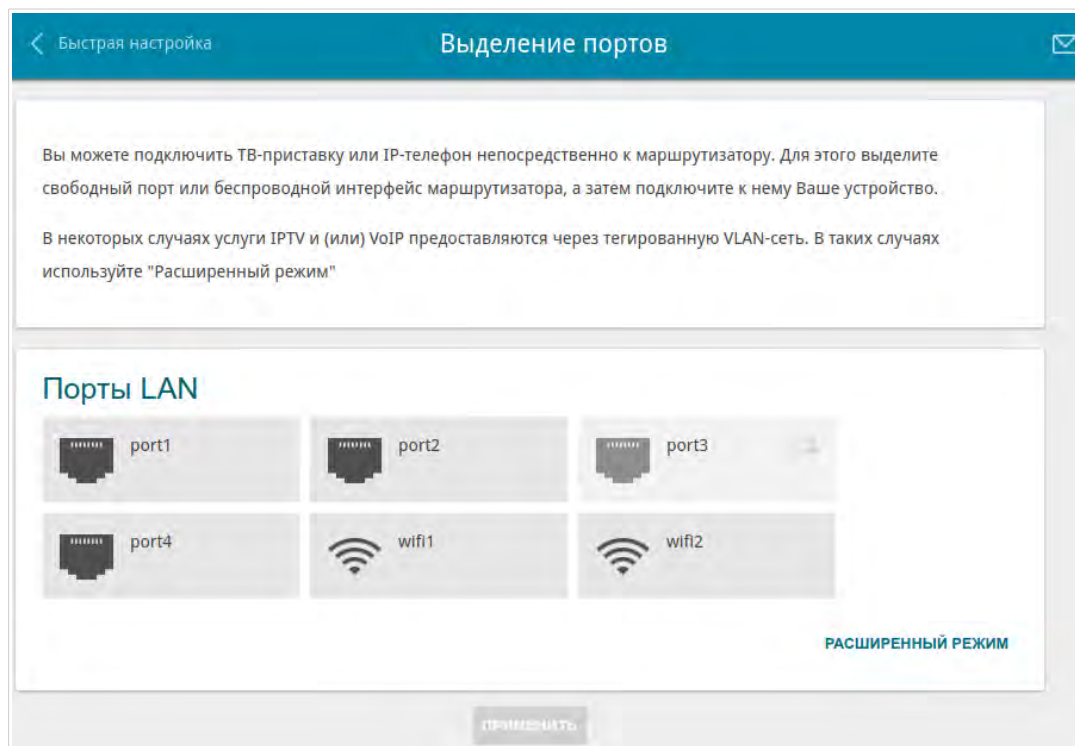 Быстрая настройка
Выделение портов
Вы можете подключить ТВ-приставку или IP-телефон непосредственно к маршрутизатору. Для этого выделите
свободный порт или беспроводной интерфейс маршрутизатора, а затем подключите к нему Ваше устройство.
В некоторых случаях услуги IPTV и (или) VoIP предоставляются через тегированную VLAN-сеть. В таких случаях
используйте "Расширенный режим"
Порты LAN
port1
port2
port3
port4
wifi1
wifi2
РАСШИРЕННЫЙ РЕЖИМ
ПРИМЕНИТЬ